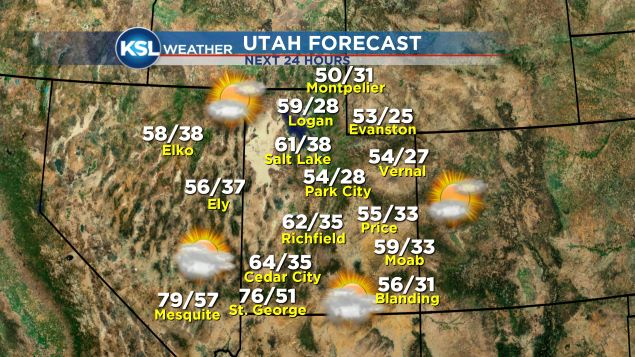 KSL WEATHER UTAH FORECAST
NEXT 24 HOURS
50/31
Montpelier
59/28
Logan
53/25
Evanston
58/38
Elko
61/38
Salt Lake
54/27
Vernal
54/28
Park City
56/37
Ely
55/33
Price
62/35
Richfield
59/33
Moab
64/35
Cedar City
56/31
Blanding
79/57
Mesquite
76/51
St. George